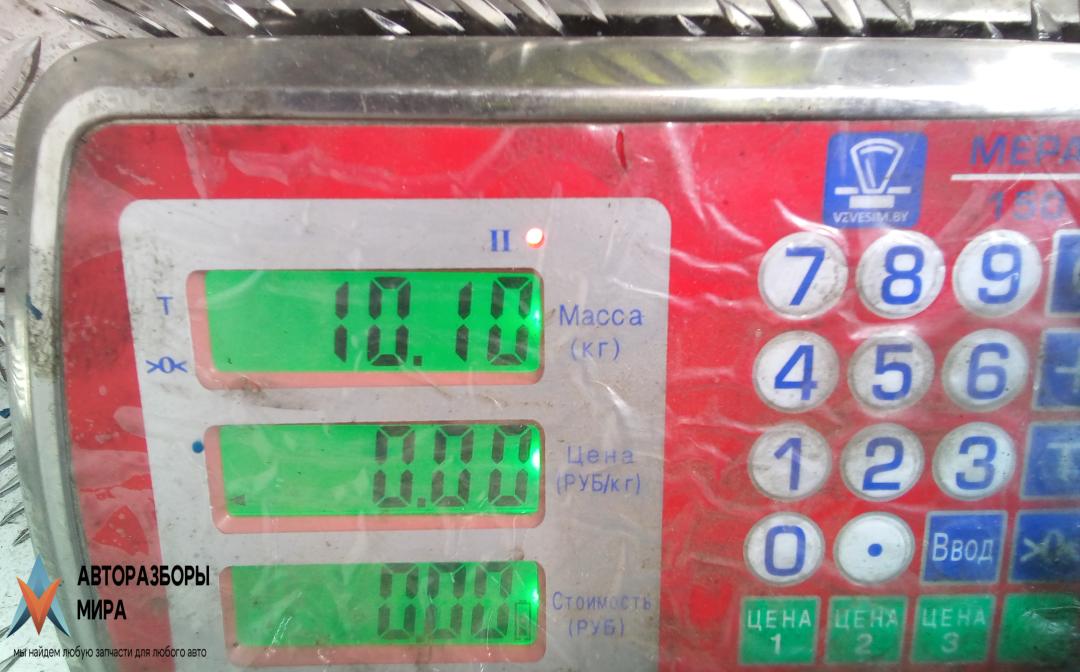 VZVESIM.BY
МЕРА
150
II
7 8 9
T
10.10
Масса
(кг)
>0<
4 5 6
0.00
Цена
(РУБ/кг)
1 2 3
0 . Ввод >0<
0.00
Стоимость
(РУБ)
ЦЕНА 1
ЦЕНА 2
ЦЕНА 3
АВТОРАЗБОРЫ
МИРА
мы найдем любую запчасти для любого авто